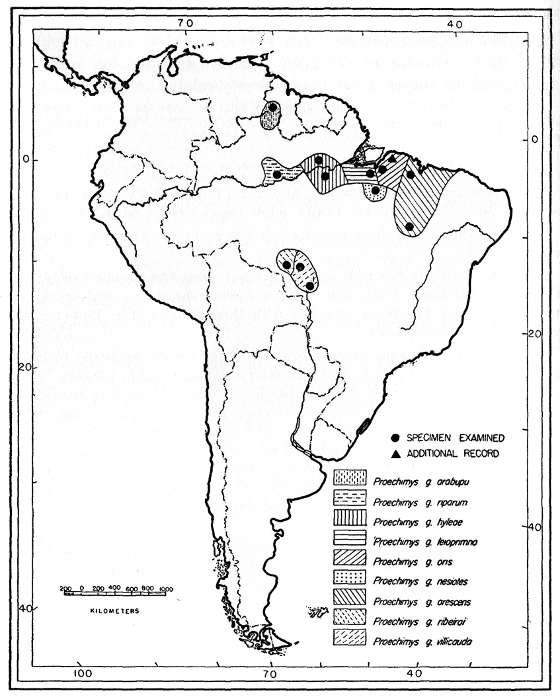 70
40
0
0
20
20
40
40
100
70
40
SPECIMEN EXAMINED
ADDITIONAL RECORD
Proechimys g. arabupu
Proechimys g. riparum
Proechimys g. hyleae
Proechimys g. leioprimna
Proechimys g. oris
Proechimys g. nesiotes
Proechimys g. arescens
Proechimys g. ribeiroi
Proechimys g. villicauda
200 0 200 400 600 800 1000
KILOMETERS